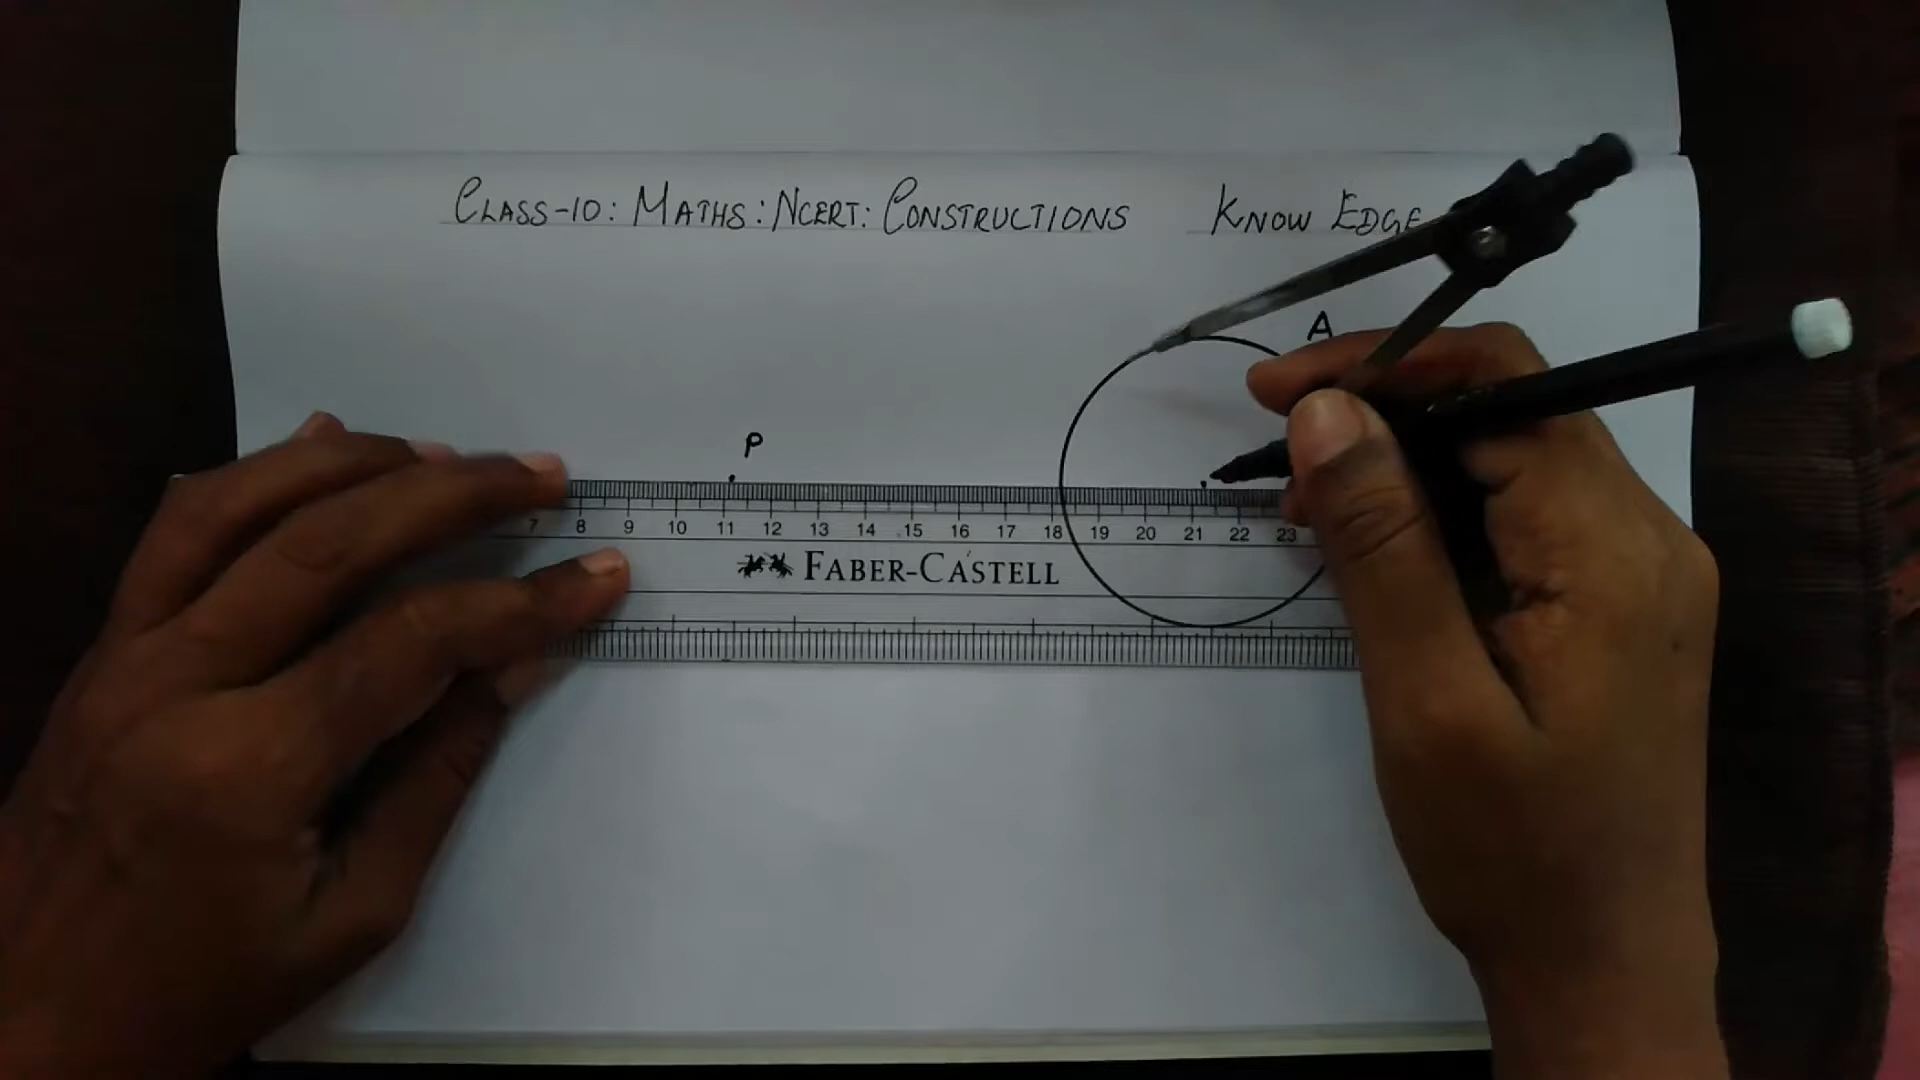 CLASS-10: MATHS: NCERT: CONSTRUCTIONS KNOW EDGE
A
P
7 8 9 10 11 12 13 14 15 16 17 18 19 20 21 22 23
FABER-CASTELL